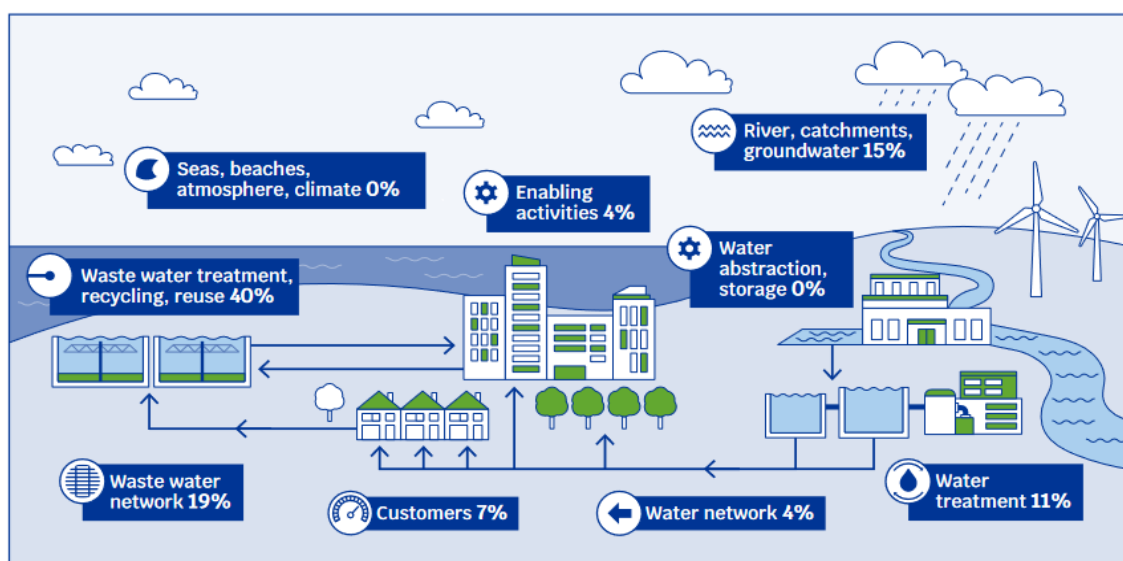 River, catchments,
groundwater 15%
Seas, beaches,
atmosphere, climate 0%
Enabling
activities 4%
Water
abstraction,
storage 0%
Waste water treatment,
recycling, reuse 40%
Waste water
network 19%
Customers 7%
Water network 4%
Water
treatment 11%